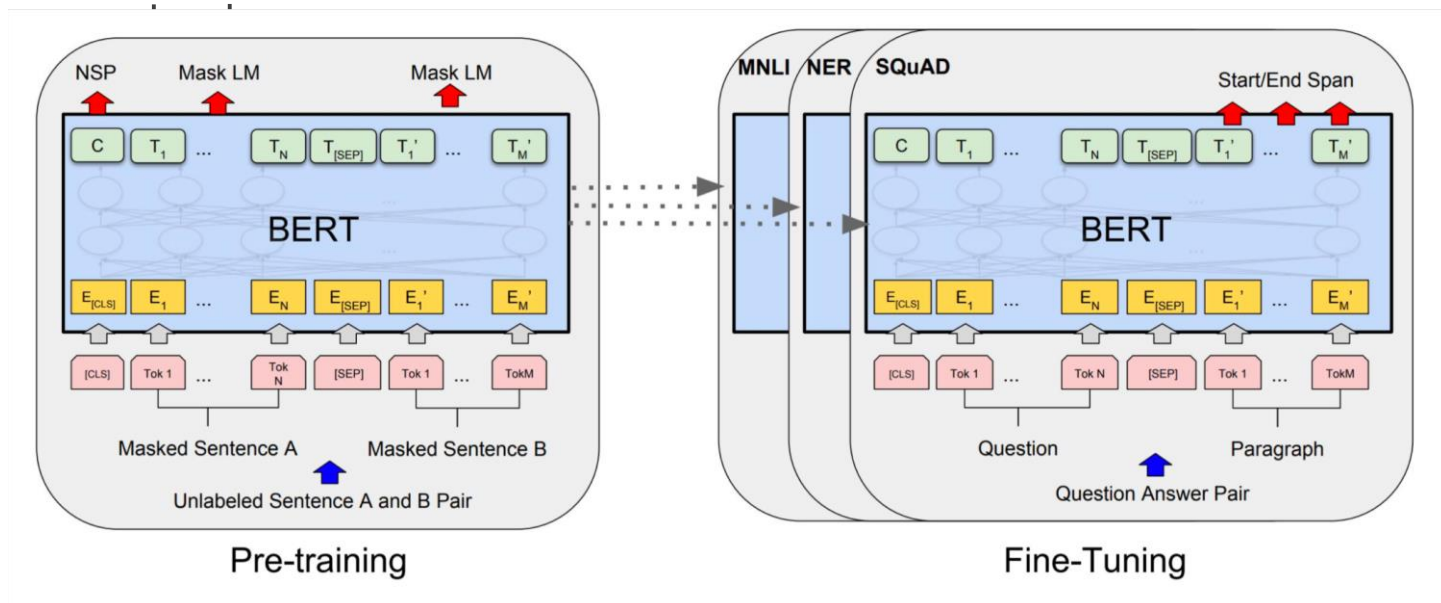 NSP Mask LM Mask LM
C T1 ... TN T[SEP] T1' ... TM'
BERT
E[CLS] E1 ... EN E[SEP] E1' ... EM'
[CLS] Tok 1 ... Tok N [SEP] Tok 1 ... TokM
Masked Sentence A Masked Sentence B
Unlabeled Sentence A and B Pair
Pre-training
MNLI NER SQuAD
Start/End Span
C T1 ... TN T[SEP] T1' ... TM'
BERT
E[CLS] E1 ... EN E[SEP] E1' ... EM'
[CLS] Tok 1 ... Tok N [SEP] Tok 1 ... TokM
Question Paragraph
Question Answer Pair
Fine-Tuning